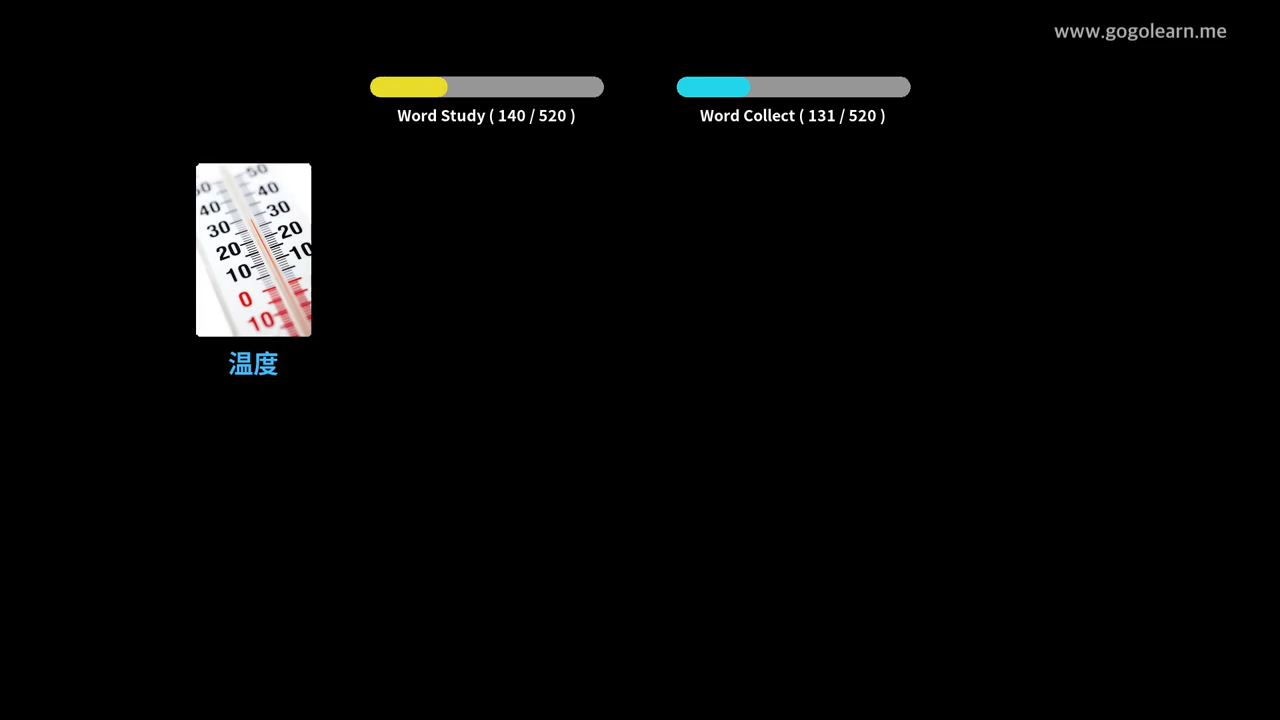 www.gogolearn.me
Word Study ( 140 / 520 )
Word Collect ( 131 / 520 )
50
40
40
30
30
20
20
10
10
0
10
温度